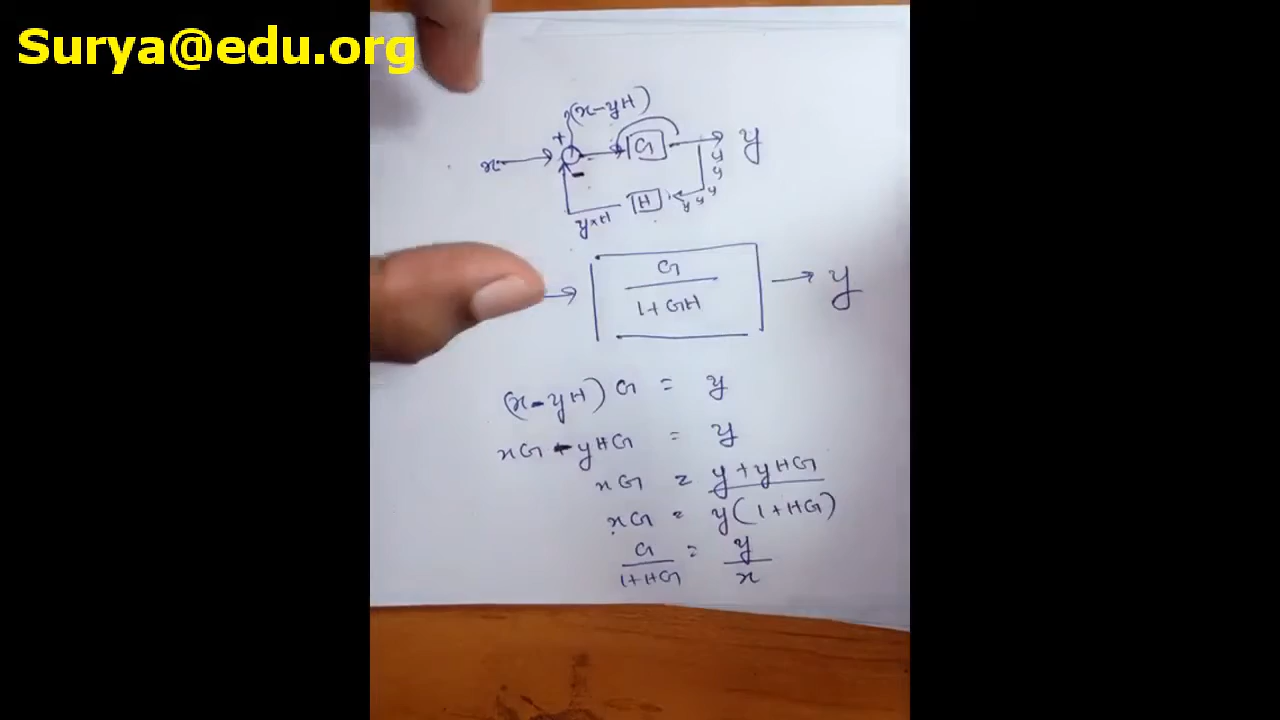 Surya@edu.org
(x-yH)
+
x
G
y
-
y
y
H
y y y
y×H
G
1+GH
y
(x-yH) G = y
xG - yHG = y
xG = y+yHG
xG = y(1+HG)
G = y
1+HG x